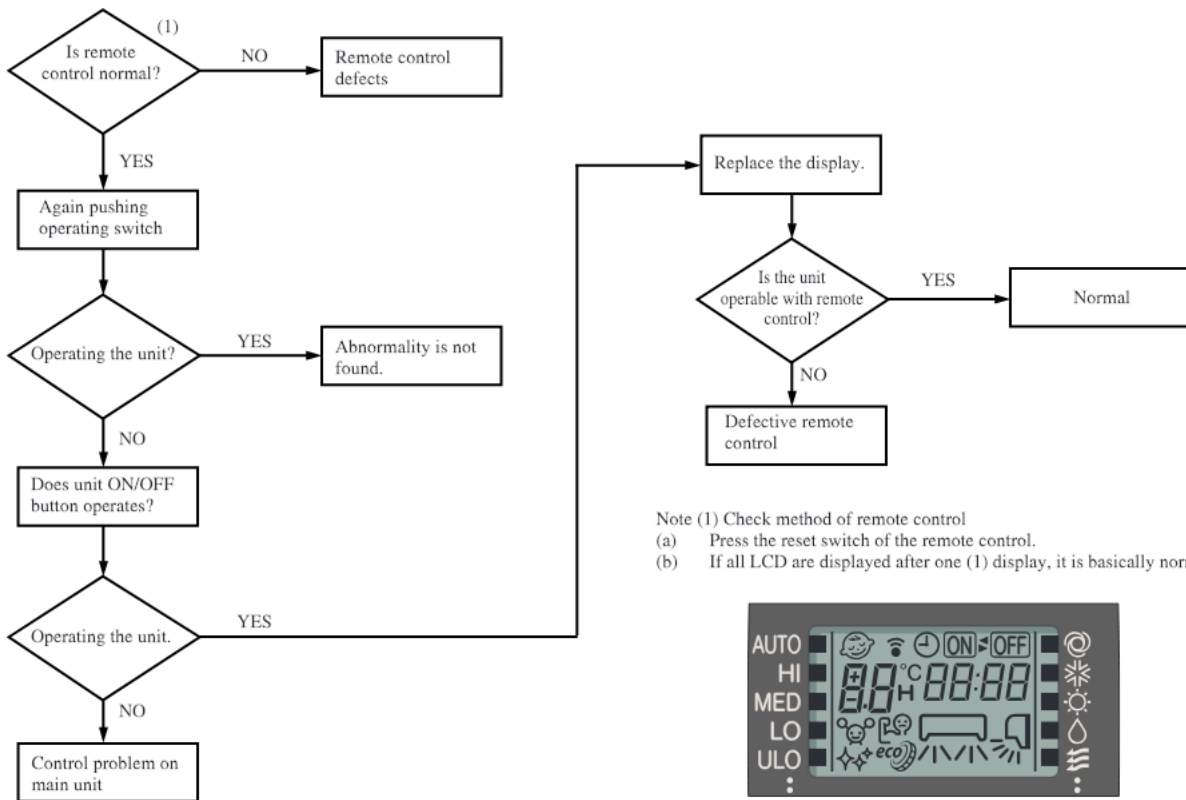 (1)
Is remote
control normal?
NO
Remote control
defects
YES
Again pushing
operating switch
Operating the unit?
YES
Abnormality is not
found.
NO
Does unit ON/OFF
button operates?
Operating the unit.
YES
NO
Control problem on
main unit
Replace the display.
Is the unit
operable with remote
control?
YES
Normal
NO
Defective remote
control
Note (1) Check method of remote control
(a) Press the reset switch of the remote control.
(b) If all LCD are displayed after one (1) display, it is basically
AUTO
HI
MED
LO
ULO
ON OFF
88 °C 88:88
H
eco